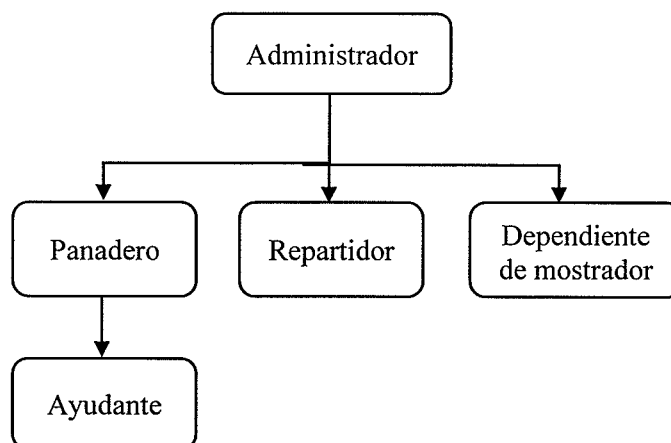 Administrador
Panadero
Repartidor
Dependiente
de mostrador
Ayudante